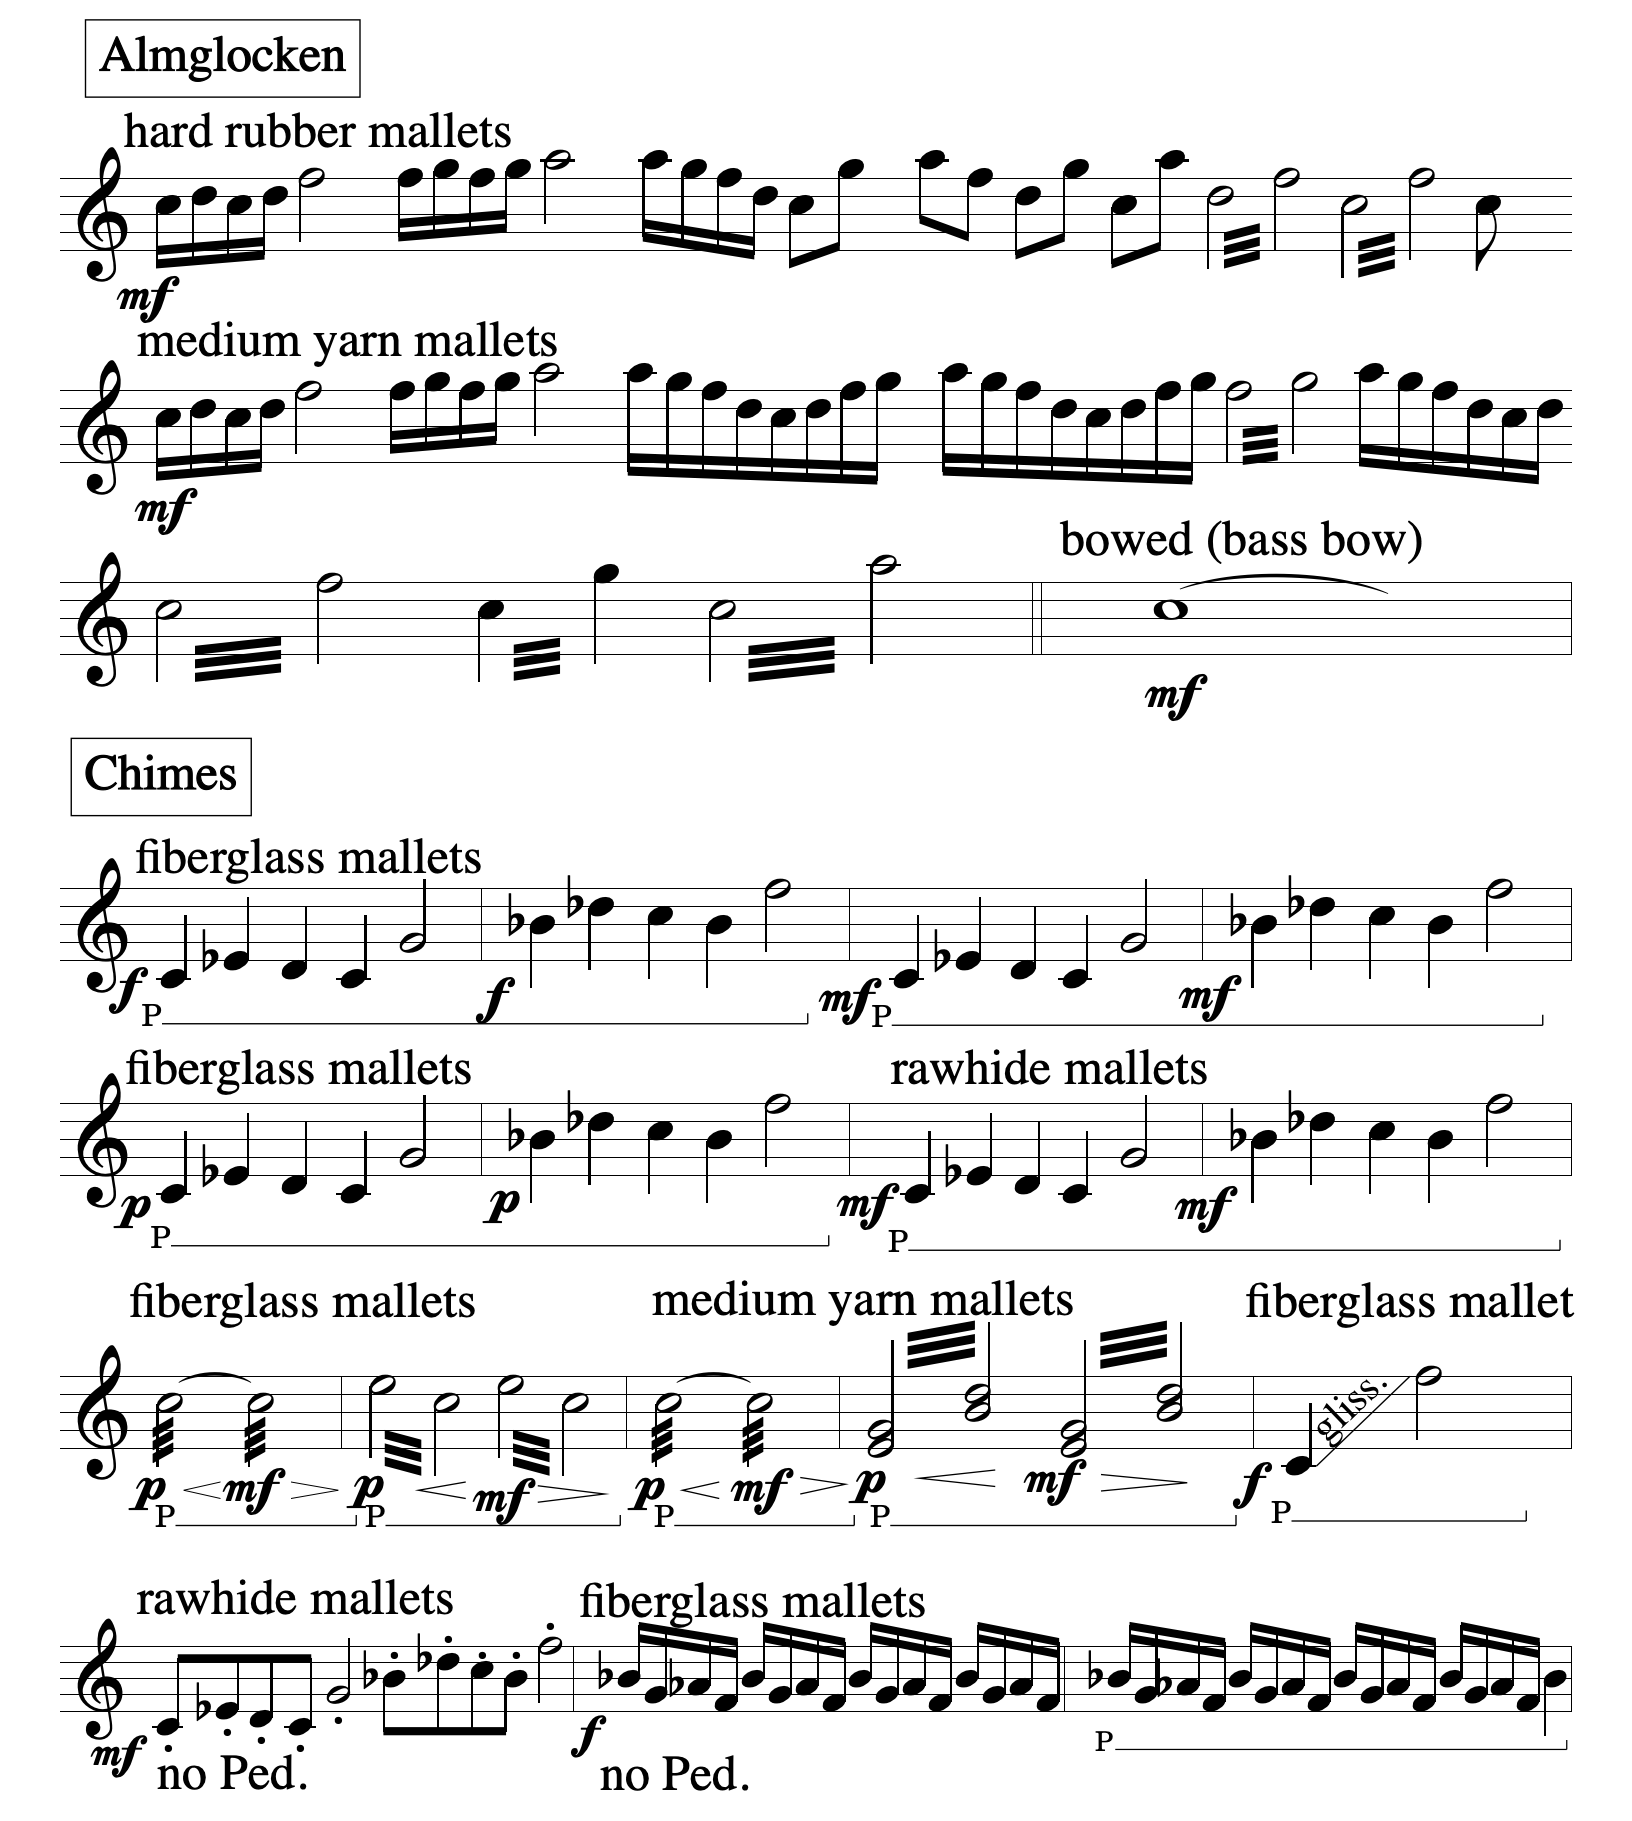 Almglocken
hard rubber mallets
mf
medium yarn mallets
mf
bowed (bass bow)
mf
Chimes
fiberglass mallets
f f mf mf
P P
fiberglass mallets rawhide mallets
p p mf mf
P P
fiberglass mallets medium yarn mallets fiberglass mallet
gliss.
p mf p mf p mf p mf f
P P P P P
rawhide mallets fiberglass mallets
mf f P
no Ped. no Ped.